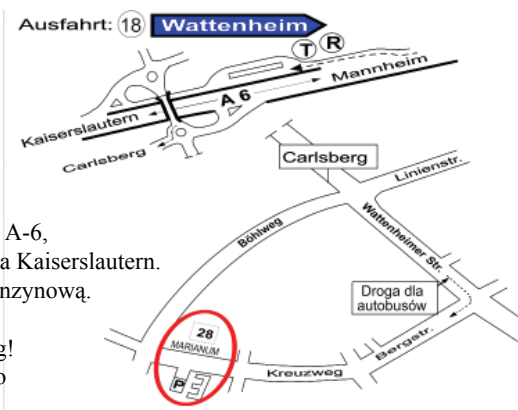 Ausfahrt: 18 Wattenheim
T R
Mannheim
A 6
Kaiserslautern
Carlsberg
Carlsberg
Linienstr.
Wattenheimer Str.
Böhlweg
A-6,
a Kaiserslautern.
nzynową.
Droga dla
autobusów
28
MARIANUM
g!
o
P
Kreuzweg
Bergstr.